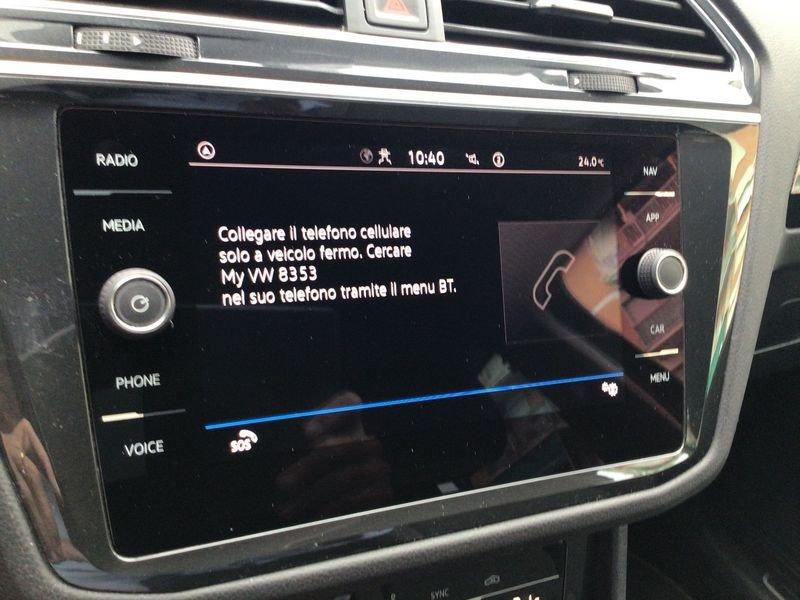 RADIO
10:40
24.0°C
NAV
MEDIA
APP
Collegare il telefono cellulare
solo a veicolo fermo. Cercare
My VW 8353
nel suo telefono tramite il menu BT.
CAR
PHONE
MENU
VOICE
SOS
SYNC